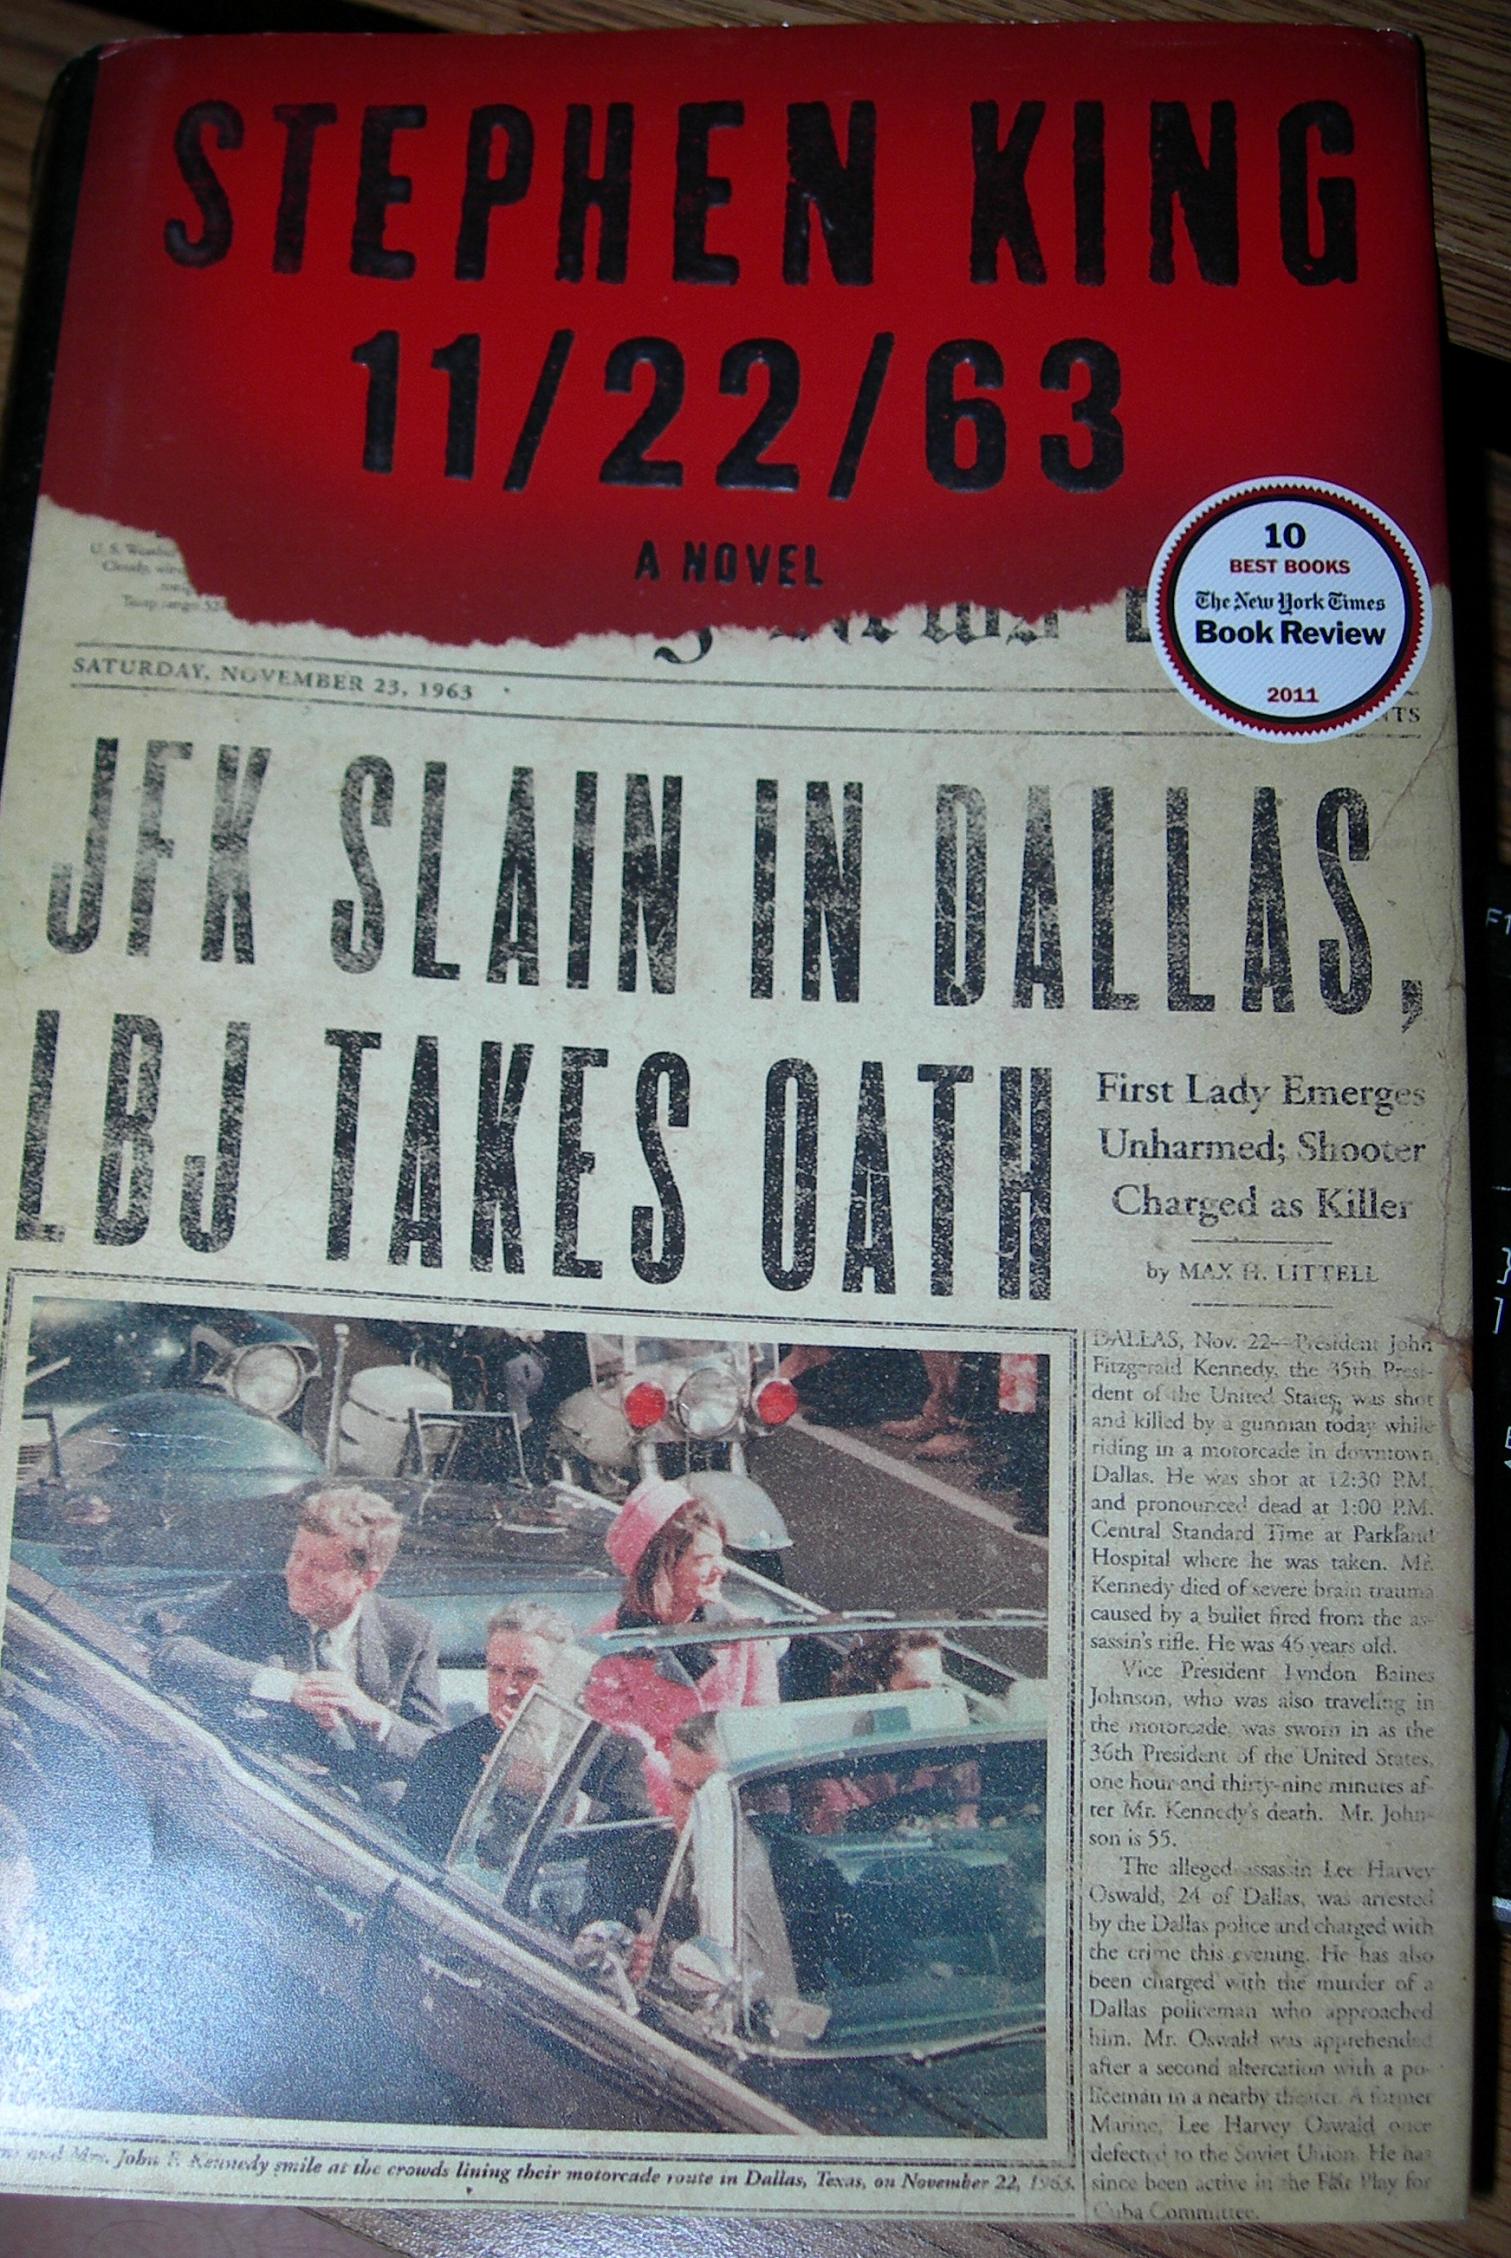 STEPHEN KING
11/22/63
A NOVEL
10
BEST BOOKS
The New York Times
Book Review
2011
U. S. Weather
Cloudy, wind
Temp range: 52
News
SATURDAY, NOVEMBER 23, 1963
NTS
JFK SLAIN IN DALLAS,
LBJ TAKES OATH
First Lady Emerges
Unharmed; Shooter
Charged as Killer
by MAX H. LITTELL
DALLAS, Nov. 22—President John
Fitzgerald Kennedy, the 35th Presi-
dent of the United States, was shot
and killed by a gunman today while
riding in a motorcade in downtown
Dallas. He was shot at 12:30 P.M.
and pronounced dead at 1:00 P.M.
Central Standard Time at Parkland
Hospital where he was taken. Mr.
Kennedy died of severe brain trauma
caused by a bullet fired from the as-
sassin's rifle. He was 46 years old.
Vice President Lyndon Baines
Johnson, who was also traveling in
the motorcade, was sworn in as the
36th President of the United States,
one hour and thirty-nine minutes af-
ter Mr. Kennedy's death. Mr. John-
son is 55.
The alleged assassin Lee Harvey
Oswald, 24 of Dallas, was arrested
by the Dallas police and charged with
the crime this evening. He has also
been charged with the murder of a
Dallas policeman who approached
him. Mr. Oswald was apprehended
after a second altercation with a po-
liceman in a nearby theater. A former
Marine, Lee Harvey Oswald once
defected to the Soviet Union. He has
since been active in the Fair Play for
Cuba Committee.
and Mrs. John F. Kennedy smile at the crowds lining their motorcade route in Dallas, Texas, on November 22, 1963.
F1